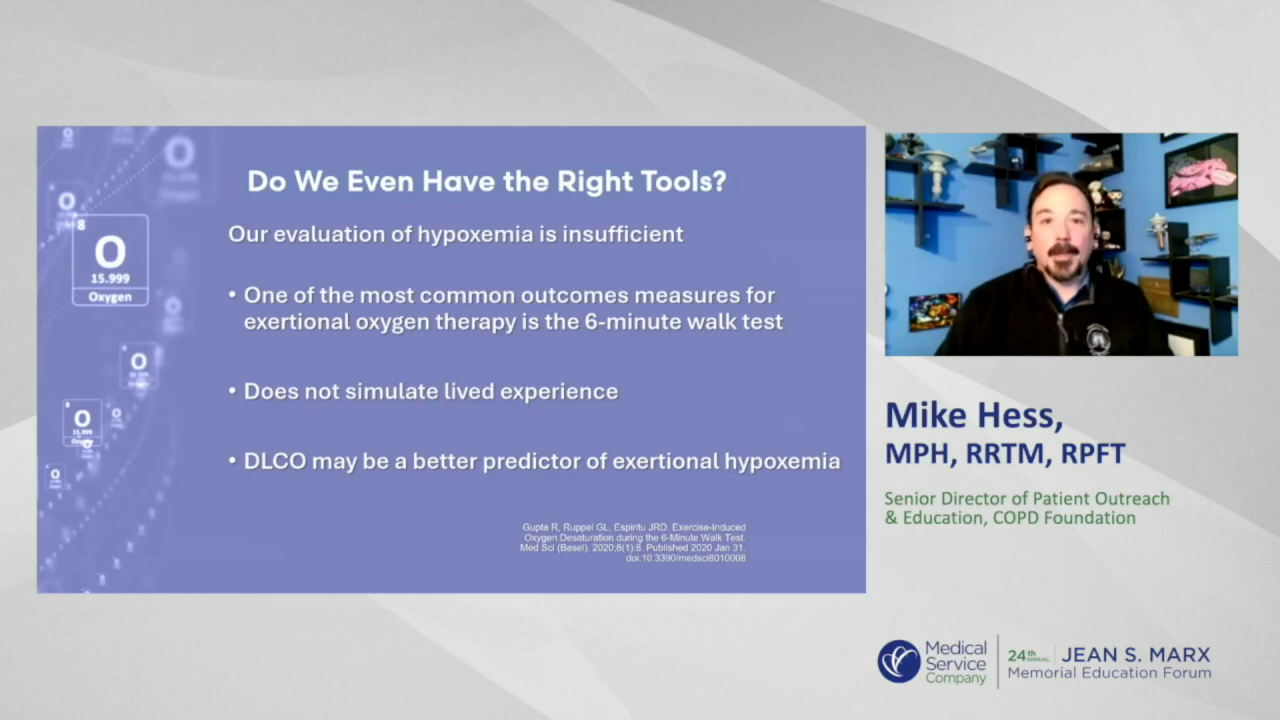 Do We Even Have the Right Tools?
Our evaluation of hypoxemia is insufficient
• One of the most common outcomes measures for
exertional oxygen therapy is the 6-minute walk test
• Does not simulate lived experience
• DLCO may be a better predictor of exertional hypoxemia
Gupta R, Ruppel GL, Espiritu JRD. Exercise-Induced
Oxygen Desaturation during the 6-Minute Walk Test.
Med Sci (Basel). 2020;8(1):8. Published 2020 Jan 31.
doi:10.3390/medsci8010008
O
O
O
8
O
15.999
Oxygen
O
O
O
O
O
O
Mike Hess,
MPH, RRTM, RPFT
Senior Director of Patient Outreach
& Education, COPD Foundation
Medical
Service
Company
24th ANNUAL JEAN S. MARX
Memorial Education Forum